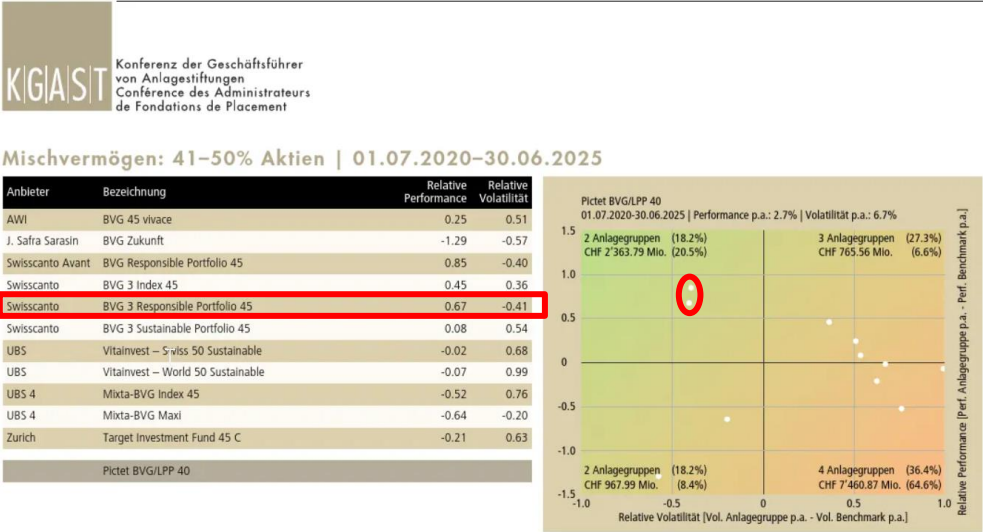 KGAST
Konferenz der Geschäftsführer
von Anlagestiftungen
Conférence des Administrateurs
de Fondations de Placement
Mischvermögen: 41–50% Aktien | 01.07.2020–30.06.2025
Anbieter Bezeichnung Relative Performance Relative Volatilität
AWI BVG 45 vivace 0.25 0.51
J. Safra Sarasin BVG Zukunft -1.29 -0.57
Swisscanto Avant BVG Responsible Portfolio 45 0.85 -0.40
Swisscanto BVG 3 Index 45 0.45 0.36
Swisscanto BVG 3 Responsible Portfolio 45 0.67 -0.41
Swisscanto BVG 3 Sustainable Portfolio 45 0.08 0.54
UBS Vitainvest – Swiss 50 Sustainable -0.02 0.68
UBS Vitainvest – World 50 Sustainable -0.07 0.99
UBS 4 Mixta-BVG Index 45 -0.52 0.76
UBS 4 Mixta-BVG Maxi -0.64 -0.20
Zurich Target Investment Fund 45 C -0.21 0.63
Pictet BVG/LPP 40
Pictet BVG/LPP 40
01.07.2020-30.06.2025 | Performance p.a.: 2.7% | Volatilität p.a.: 6.7%
2 Anlagegruppen (18.2%)
CHF 2'363.79 Mio. (20.5%)
3 Anlagegruppen (27.3%)
CHF 765.56 Mio. (6.6%)
1.5
1.0
0.5
0
-0.5
-1.0
-1.5
2 Anlagegruppen (18.2%)
CHF 967.99 Mio. (8.4%)
4 Anlagegruppen (36.4%)
CHF 7'460.87 Mio. (64.6%)
-1.0 -0.5 0 0.5 1.0
Relative Volatilität [Vol. Anlagegruppe p.a. - Vol. Benchmark p.a.]
Relative Performance [Perf. Anlagegruppe p.a. - Perf. Benchmark p.a.]